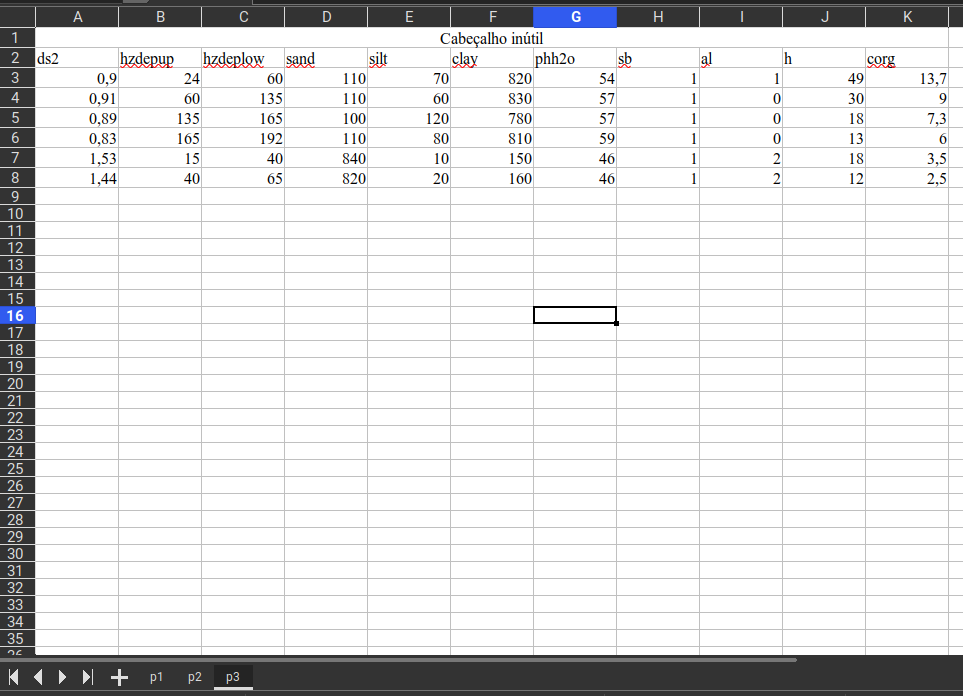 A B C D E F G H I J K
1 Cabeçalho inútil
2 ds2 hzdepup hzdeplow sand silt clay phh2o sb al h corg
3 0,9 24 60 110 70 820 54 1 1 49 13,7
4 0,91 60 135 110 60 830 57 1 0 30 9
5 0,89 135 165 100 120 780 57 1 0 18 7,3
6 0,83 165 192 110 80 810 59 1 0 13 6
7 1,53 15 40 840 10 150 46 1 2 18 3,5
8 1,44 40 65 820 20 160 46 1 2 12 2,5
9
10
11
12
13
14
15
16
17
18
19
20
21
22
23
24
25
26
27
28
29
30
31
32
33
34
35
36
p1 p2 p3